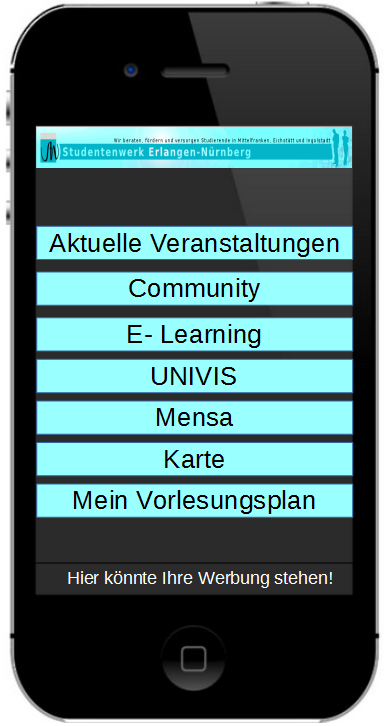 Wir beraten, fördern und versorgen Studierende in Mittelfranken, Eichstätt und Ingolstadt
Studentenwerk Erlangen-Nürnberg
Aktuelle Veranstaltungen
Community
E- Learning
UNIVIS
Mensa
Karte
Mein Vorlesungsplan
Hier könnte Ihre Werbung stehen!